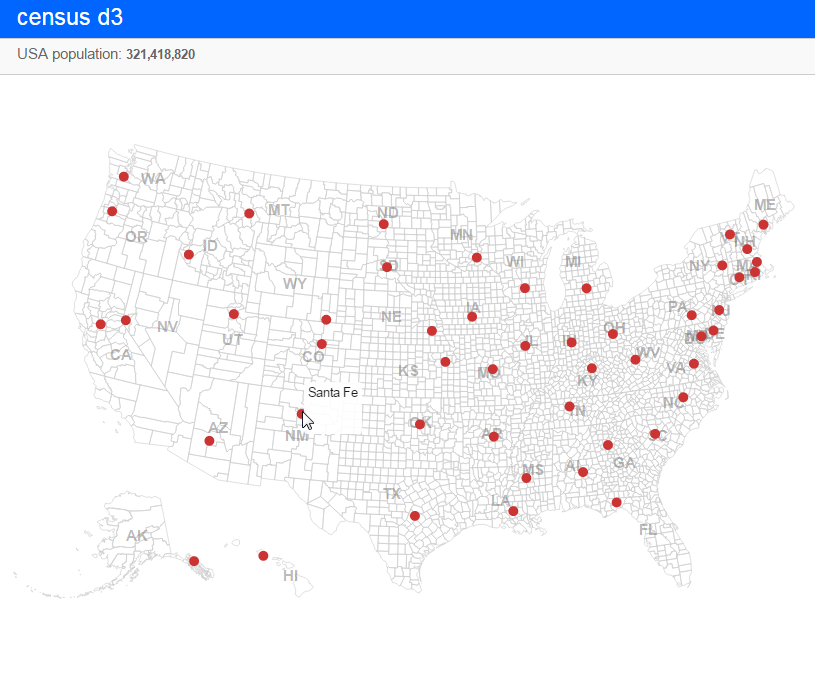 census d3
USA population: 321,418,820
WA
MT
ND
ME
OR
ID
MN
NH
SD
WI
MI
NY
WY
NE
IA
PA
NJ
NV
UT
CO
OH
CA
IL
IN
WV
KS
MO
VA
KY
Santa Fe
NC
TN
AZ
NM
OK
AR
SC
MS
AL
GA
TX
LA
FL
AK
HI